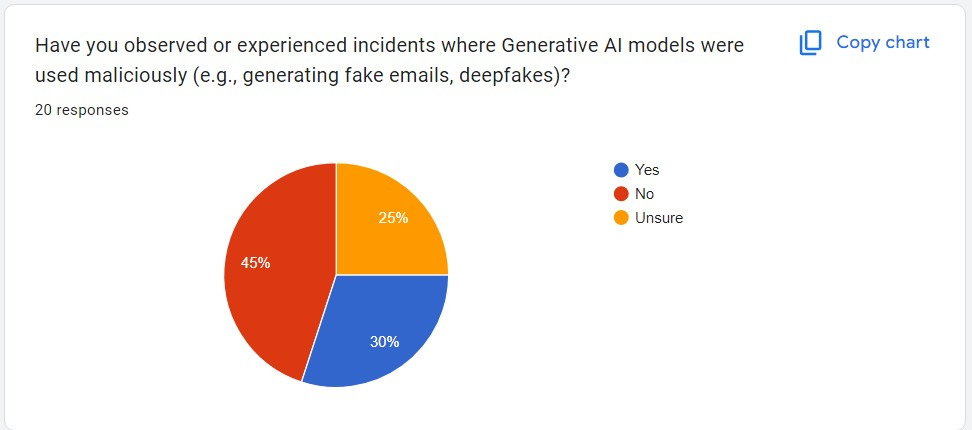 Have you observed or experienced incidents where Generative AI models were
used maliciously (e.g., generating fake emails, deepfakes)?
Copy chart
20 responses
Yes
No
Unsure
25%
45%
30%